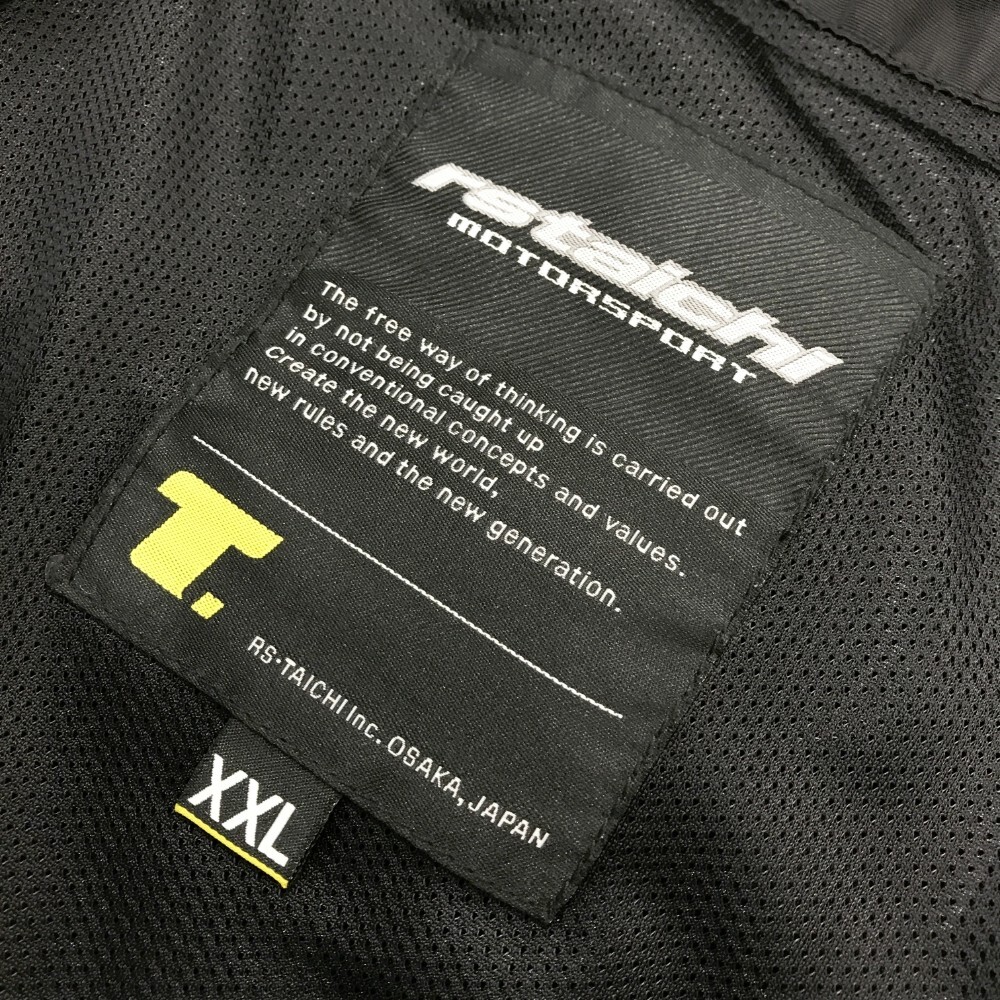 rstaichi
MOTORSPORT
The free way of thinking is carried out
by not being caught up
in conventional concepts and values.
Create the new world,
new rules and the new generation.
T.
RS·TAICHI Inc. OSAKA, JAPAN
XXL